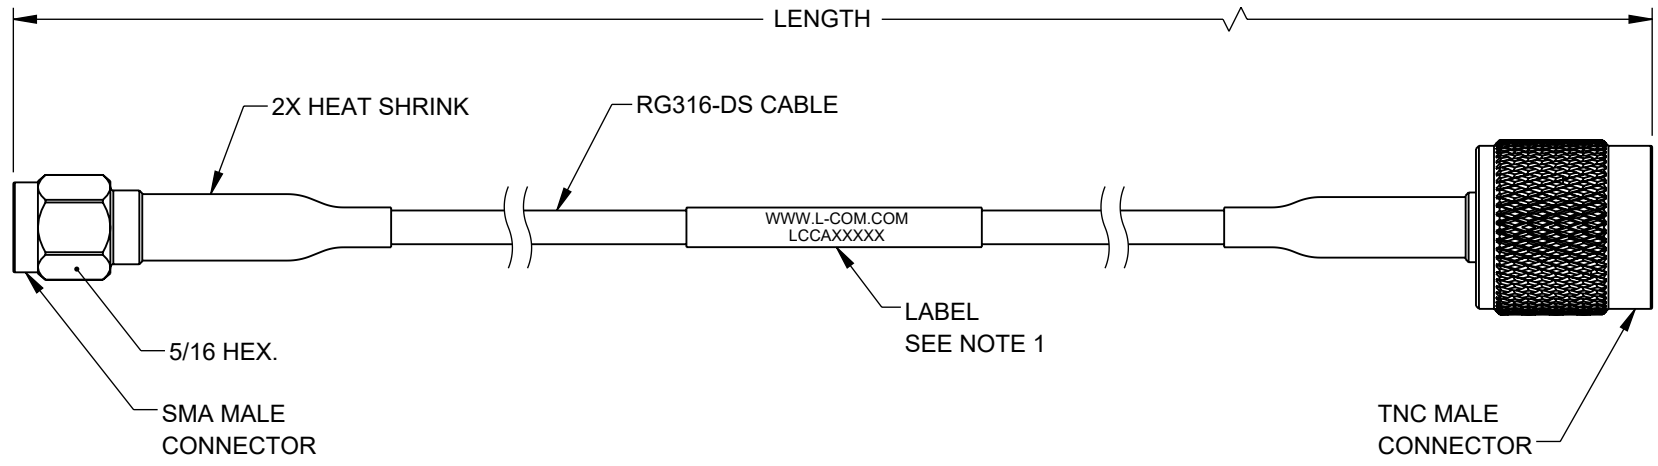 LENGTH
2X HEAT SHRINK
RG316-DS CABLE
WWW.L-COM.COM
LCCAXXXXX
LABEL
SEE NOTE 1
5/16 HEX.
SMA MALE
CONNECTOR
TNC MALE
CONNECTOR